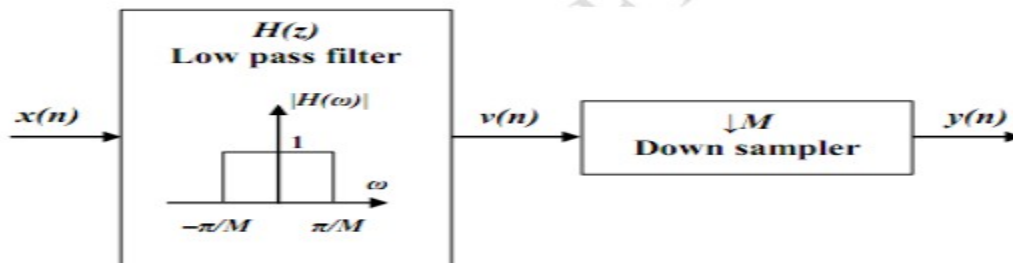 H(z)
Low pass filter
|H(ω)|
x(n)
v(n)
↓M
y(n)
1
Down sampler
ω
−π/M
π/M